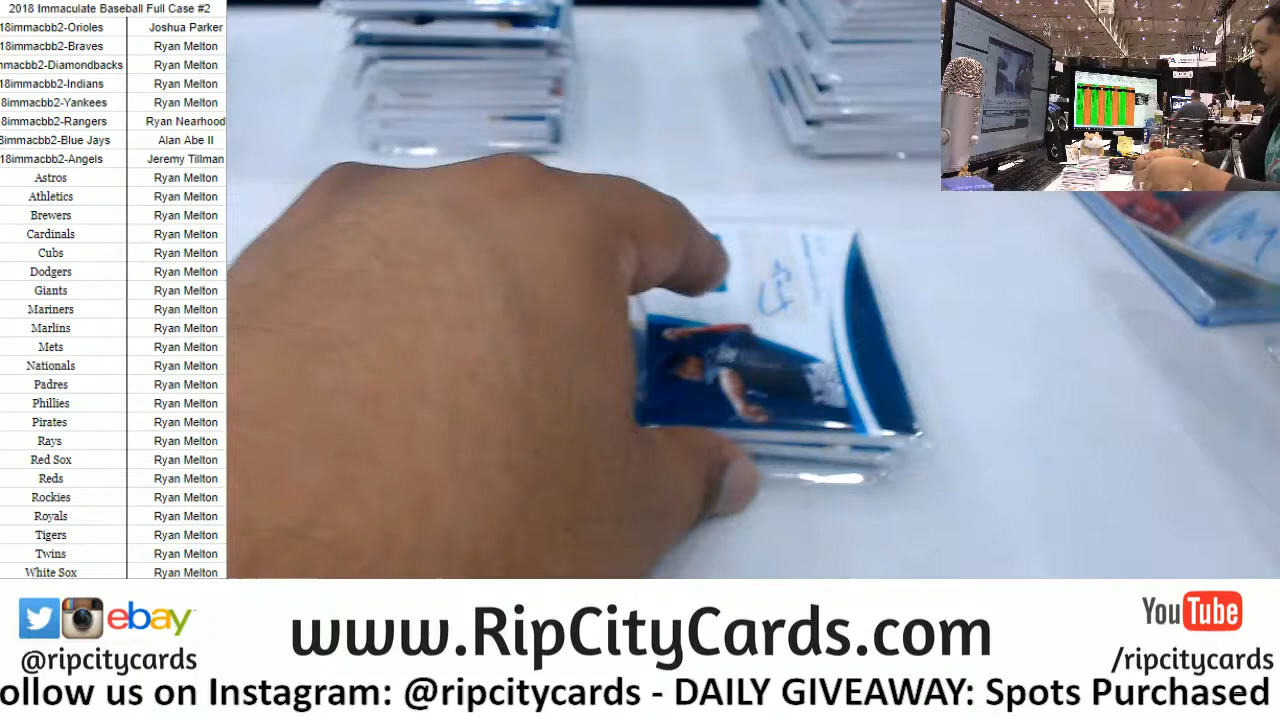 2018 Immaculate Baseball Full Case #2
18immacbb2-Orioles Joshua Parker
18immacbb2-Braves Ryan Melton
mmacbb2-Diamondbacks Ryan Melton
18immacbb2-Indians Ryan Melton
8immacbb2-Yankees Ryan Melton
8immacbb2-Rangers Ryan Nearhood
8immacbb2-Blue Jays Alan Abe II
18immacbb2-Angels Jeremy Tillman
Astros Ryan Melton
Athletics Ryan Melton
Brewers Ryan Melton
Cardinals Ryan Melton
Cubs Ryan Melton
Dodgers Ryan Melton
Giants Ryan Melton
Mariners Ryan Melton
Marlins Ryan Melton
Mets Ryan Melton
Nationals Ryan Melton
Padres Ryan Melton
Phillies Ryan Melton
Pirates Ryan Melton
Rays Ryan Melton
Red Sox Ryan Melton
Reds Ryan Melton
Rockies Ryan Melton
Royals Ryan Melton
Tigers Ryan Melton
Twins Ryan Melton
White Sox Ryan Melton
ebay
@ripcitycards
www.RipCityCards.com
YouTube
/ripcitycards
ollow us on Instagram: @ripcitycards - DAILY GIVEAWAY: Spots Purchased